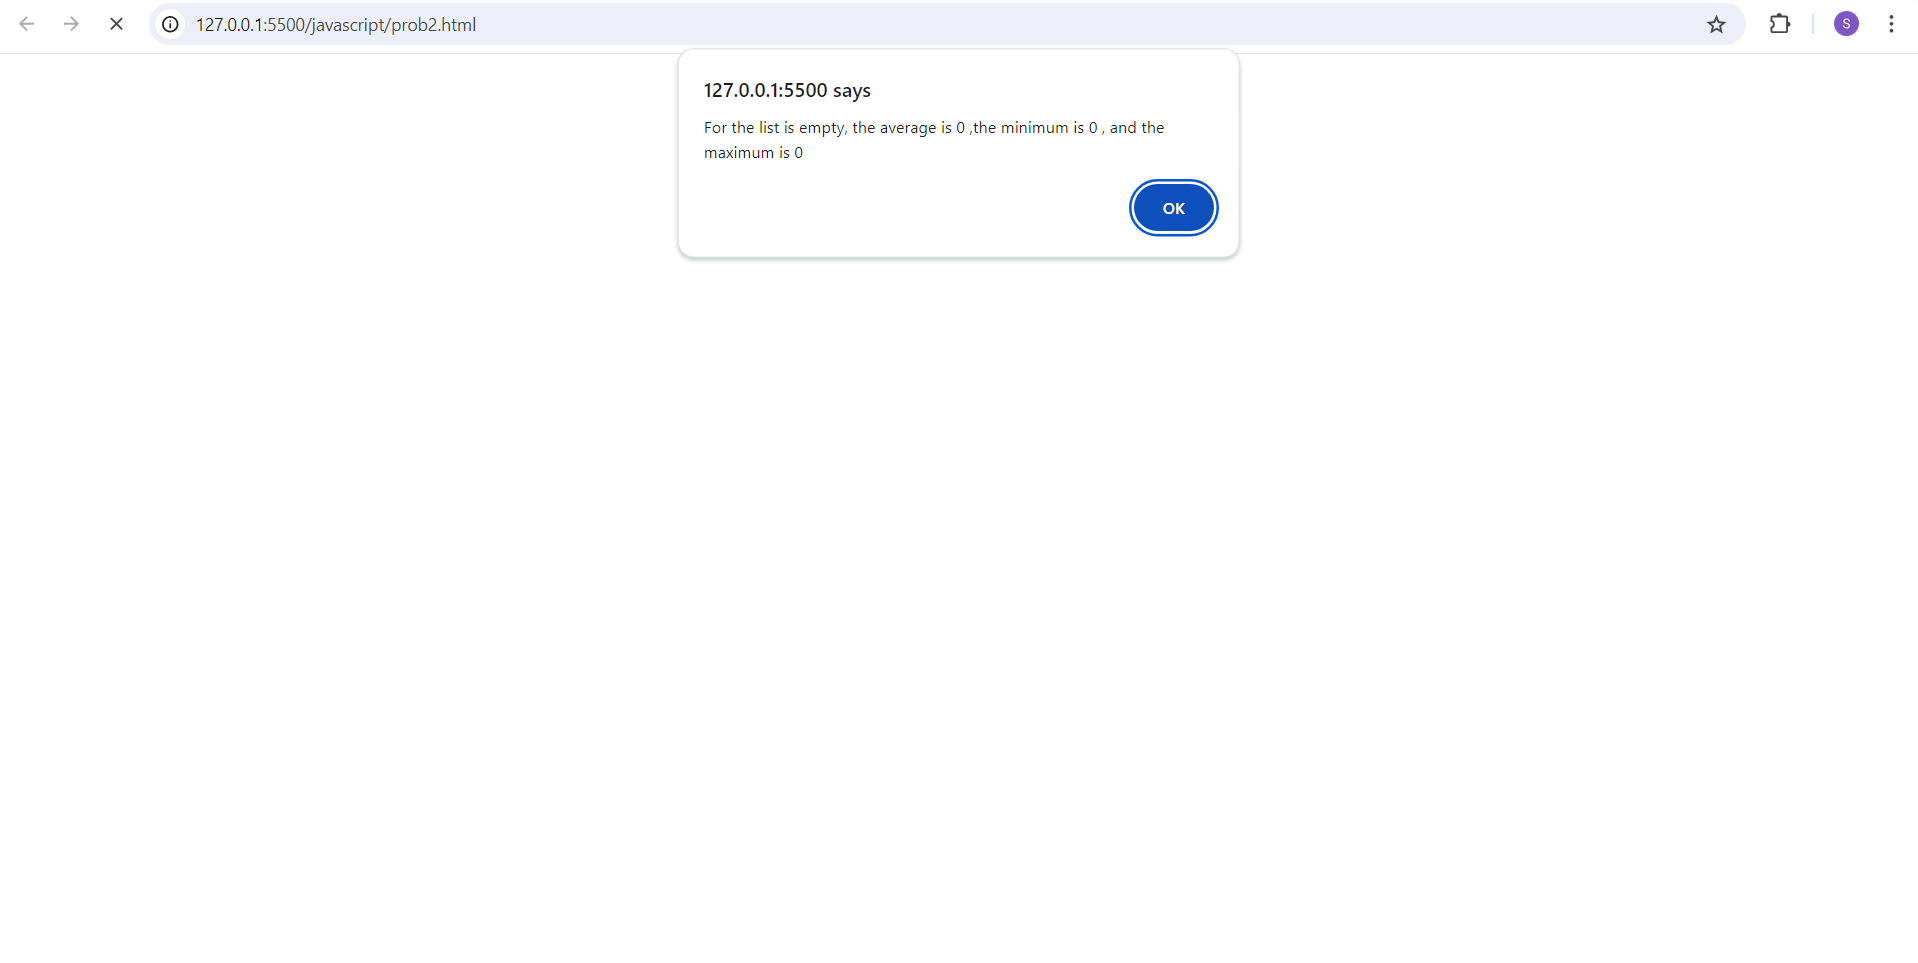 127.0.0.1:5500/javascript/prob2.html
S
127.0.0.1:5500 says
For the list is empty, the average is 0 ,the minimum is 0 , and the
maximum is 0
OK